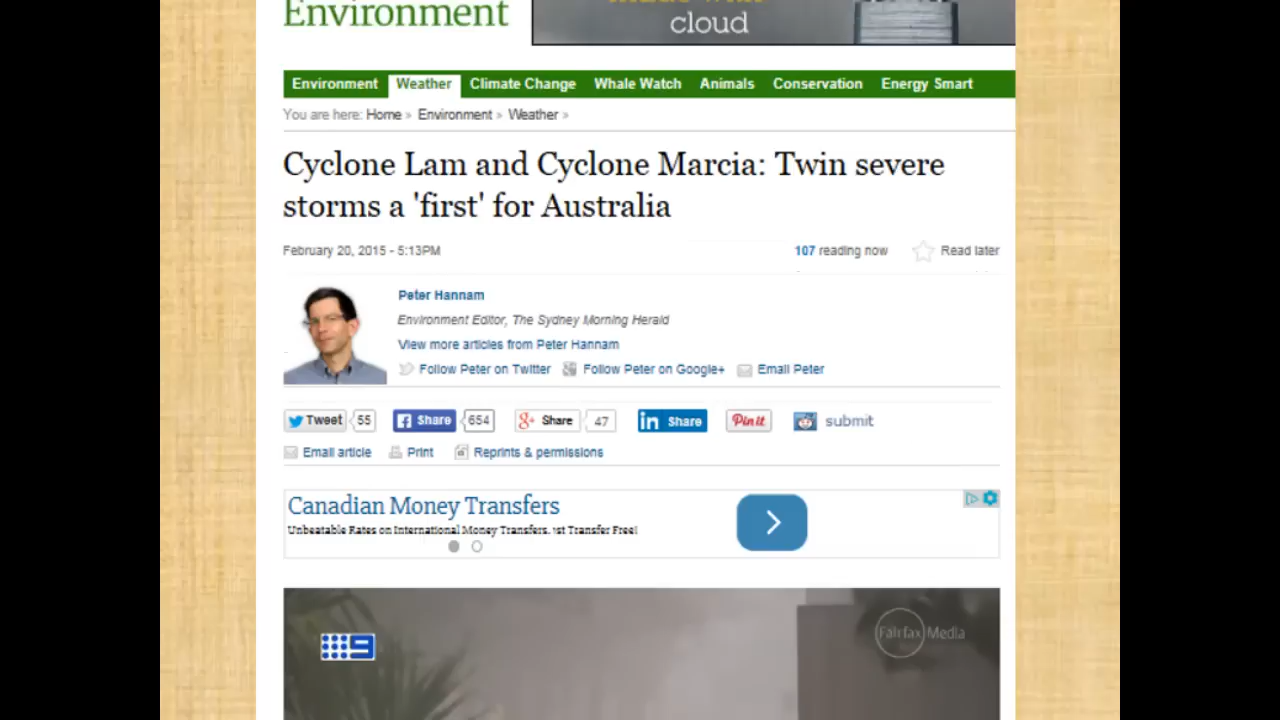 Environment
cloud
Environment Weather Climate Change Whale Watch Animals Conservation Energy Smart
You are here: Home » Environment » Weather »
Cyclone Lam and Cyclone Marcia: Twin severe
storms a 'first' for Australia
February 20, 2015 - 5:13PM
107 reading now
Read later
Peter Hannam
Environment Editor, The Sydney Morning Herald
View more articles from Peter Hannam
Follow Peter on Twitter Follow Peter on Google+ Email Peter
Tweet 55 Share 654 Share 47 in Share Pin it submit
Email article Print Reprints & permissions
Canadian Money Transfers
Unbeatable Rates on International Money Transfers. 1st Transfer Free!
9
Fairfax Media